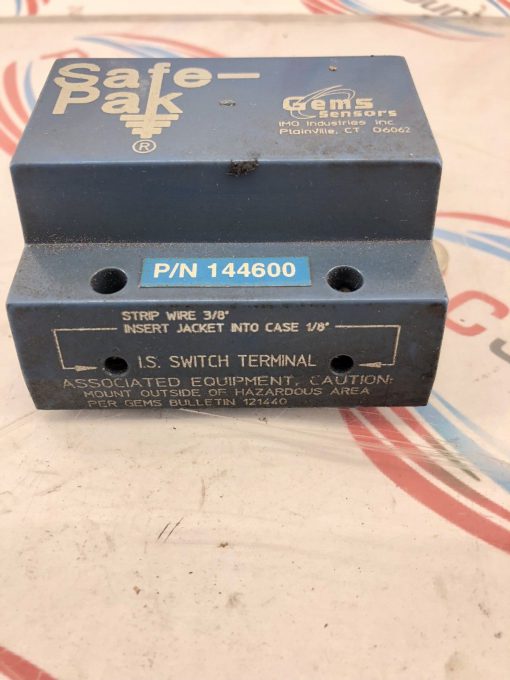 Safe-
Pak
®
Gems
Sensors
IMO Industries Inc.
Plainville, CT. 06062
P/N 144600
STRIP WIRE 3/8"
INSERT JACKET INTO CASE 1/8"
I.S. SWITCH TERMINAL
ASSOCIATED EQUIPMENT, CAUTION:
MOUNT OUTSIDE OF HAZARDOUS AREA
PER GEMS BULLETIN 121440